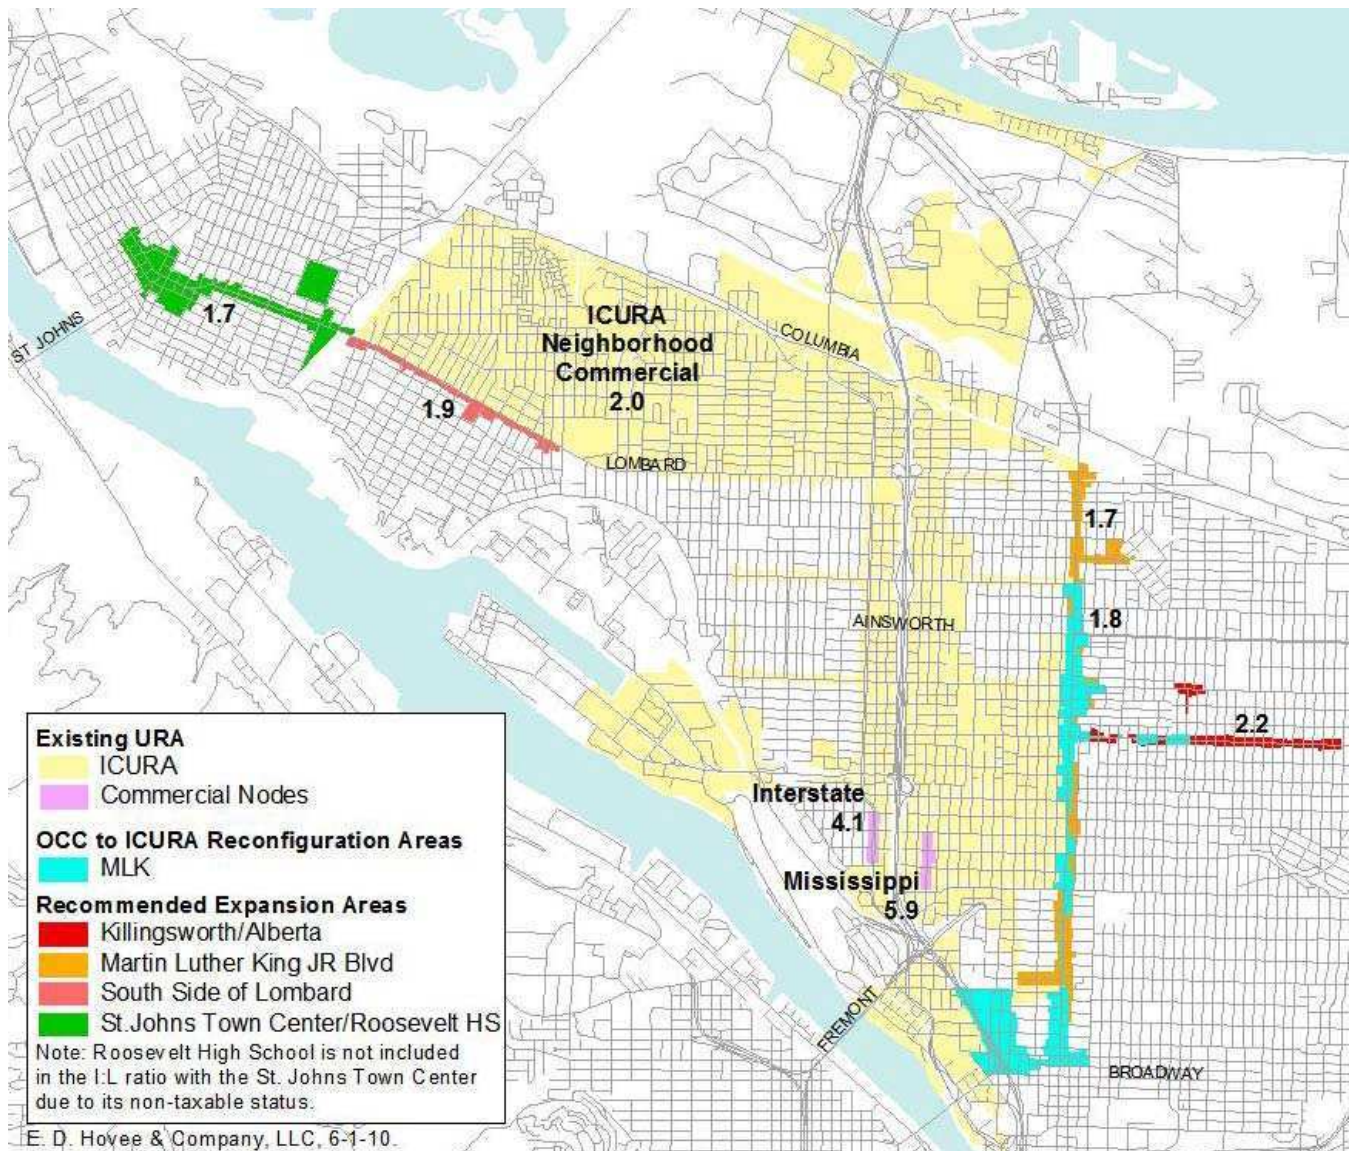 1.7
ST JOHNS
ICURA
Neighborhood
Commercial
2.0
COLUMBIA
1.9
LOMBARD
1.7
1.8
AINSWORTH
2.2
Interstate
4.1
Mississippi
5.9
FREMONT
BROADWAY
Existing URA
ICURA
Commercial Nodes
OCC to ICURA Reconfiguration Areas
MLK
Recommended Expansion Areas
Killingsworth/Alberta
Martin Luther King JR Blvd
South Side of Lombard
St.Johns Town Center/Roosevelt HS
Note: Roosevelt High School is not included
in the I:L ratio with the St. Johns Town Center
due to its non-taxable status.
E. D. Hovee & Company, LLC, 6-1-10.